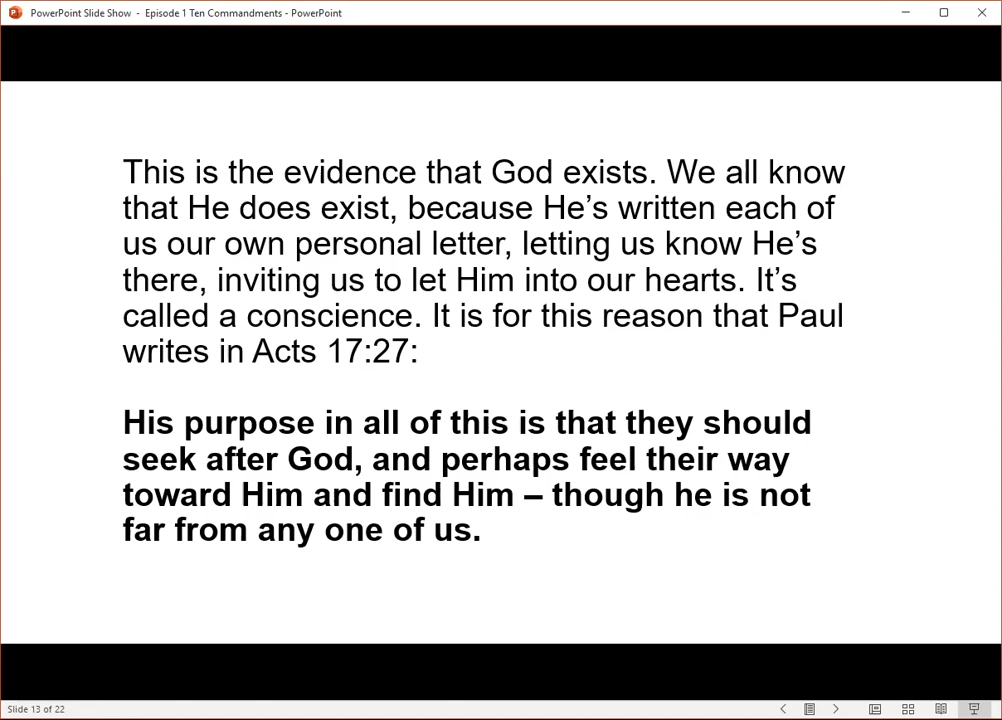 PowerPoint Slide Show - Episode 1 Ten Commandments - PowerPoint
This is the evidence that God exists. We all know
that He does exist, because He’s written each of
us our own personal letter, letting us know He’s
there, inviting us to let Him into our hearts. It’s
called a conscience. It is for this reason that Paul
writes in Acts 17:27:
His purpose in all of this is that they should
seek after God, and perhaps feel their way
toward Him and find Him – though he is not
far from any one of us.
Slide 13 of 22